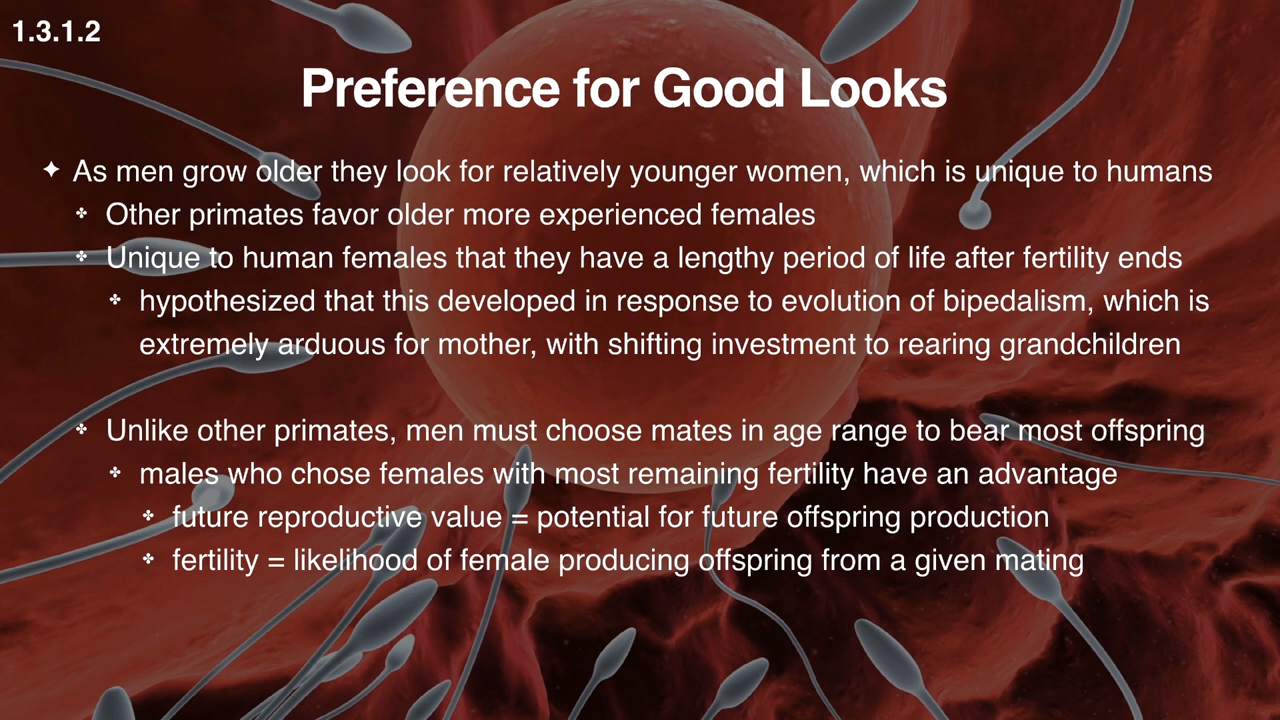 1.3.1.2
Preference for Good Looks
✦ As men grow older they look for relatively younger women, which is unique to humans
✤ Other primates favor older more experienced females
✤ Unique to human females that they have a lengthy period of life after fertility ends
✤ hypothesized that this developed in response to evolution of bipedalism, which is
extremely arduous for mother, with shifting investment to rearing grandchildren
✤ Unlike other primates, men must choose mates in age range to bear most offspring
✤ males who chose females with most remaining fertility have an advantage
✤ future reproductive value = potential for future offspring production
✤ fertility = likelihood of female producing offspring from a given mating